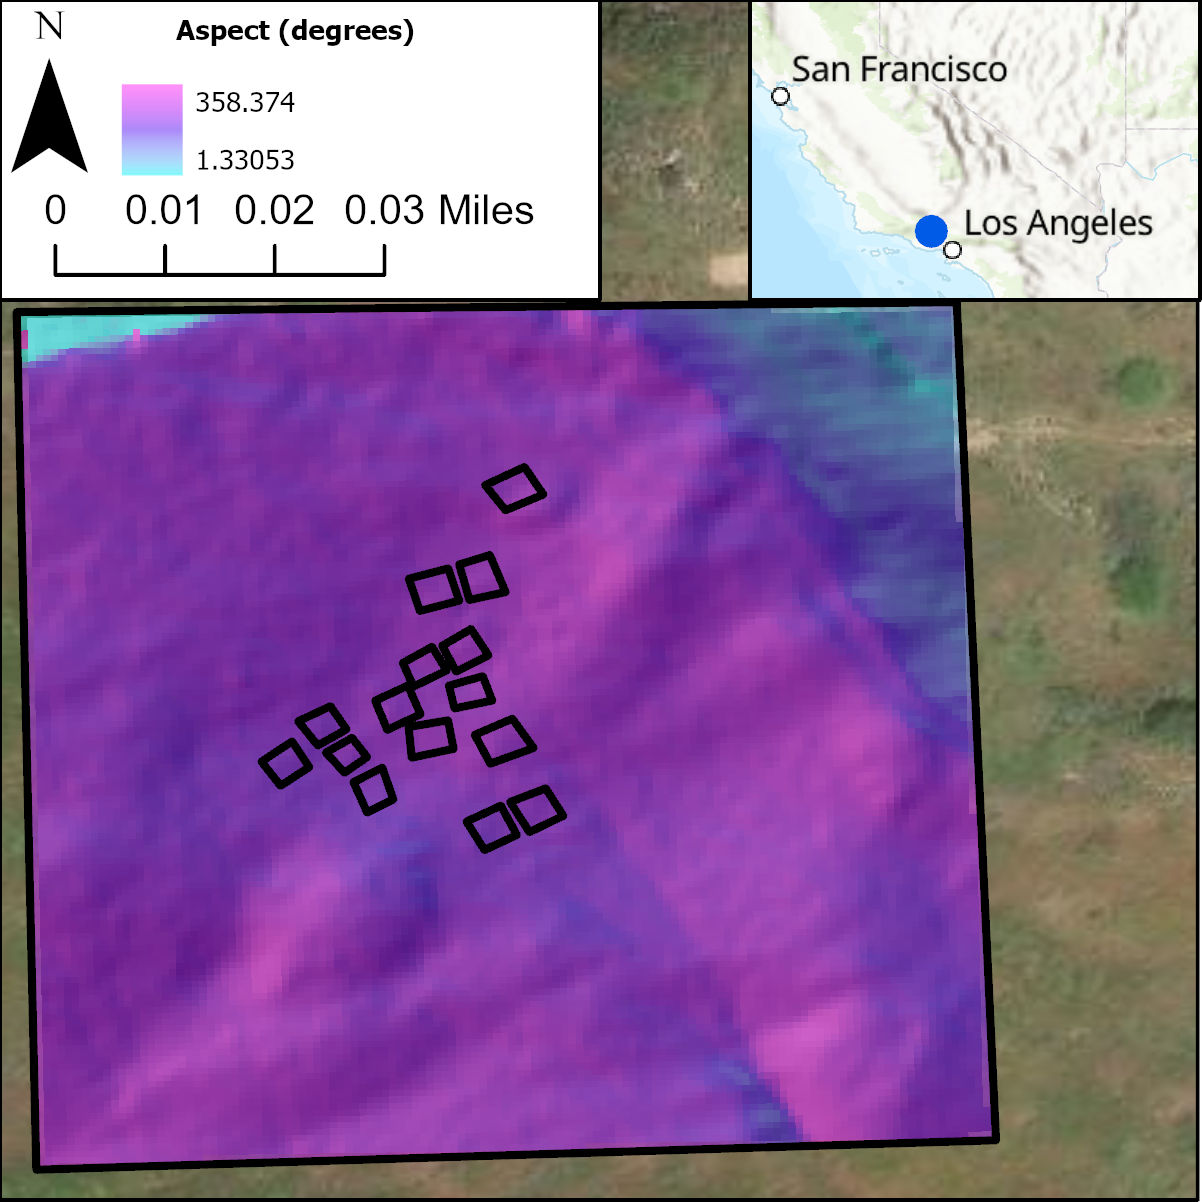 N
Aspect (degrees)
358.374
1.33053
0 0.01 0.02 0.03 Miles
San Francisco
Los Angeles